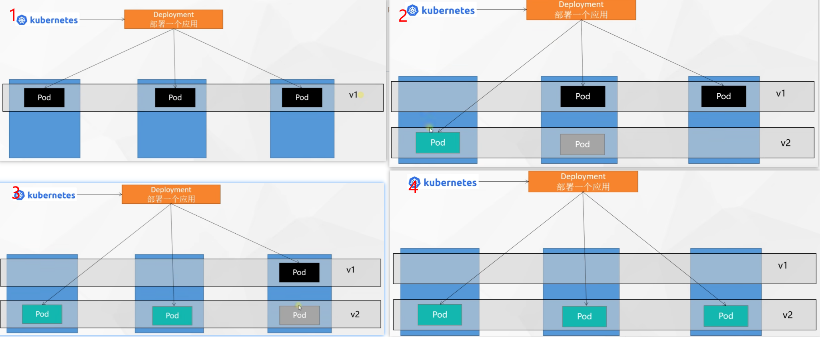 1
kubernetes
Deployment
部署一个应用
Pod
Pod
Pod
v1
2
kubernetes
Deployment
部署一个应用
Pod
Pod
v1
Pod
Pod
v2
3
kubernetes
Deployment
部署一个应用
Pod
v1
Pod
Pod
Pod
v2
4
kubernetes
Deployment
部署一个应用
v1
Pod
Pod
Pod
v2